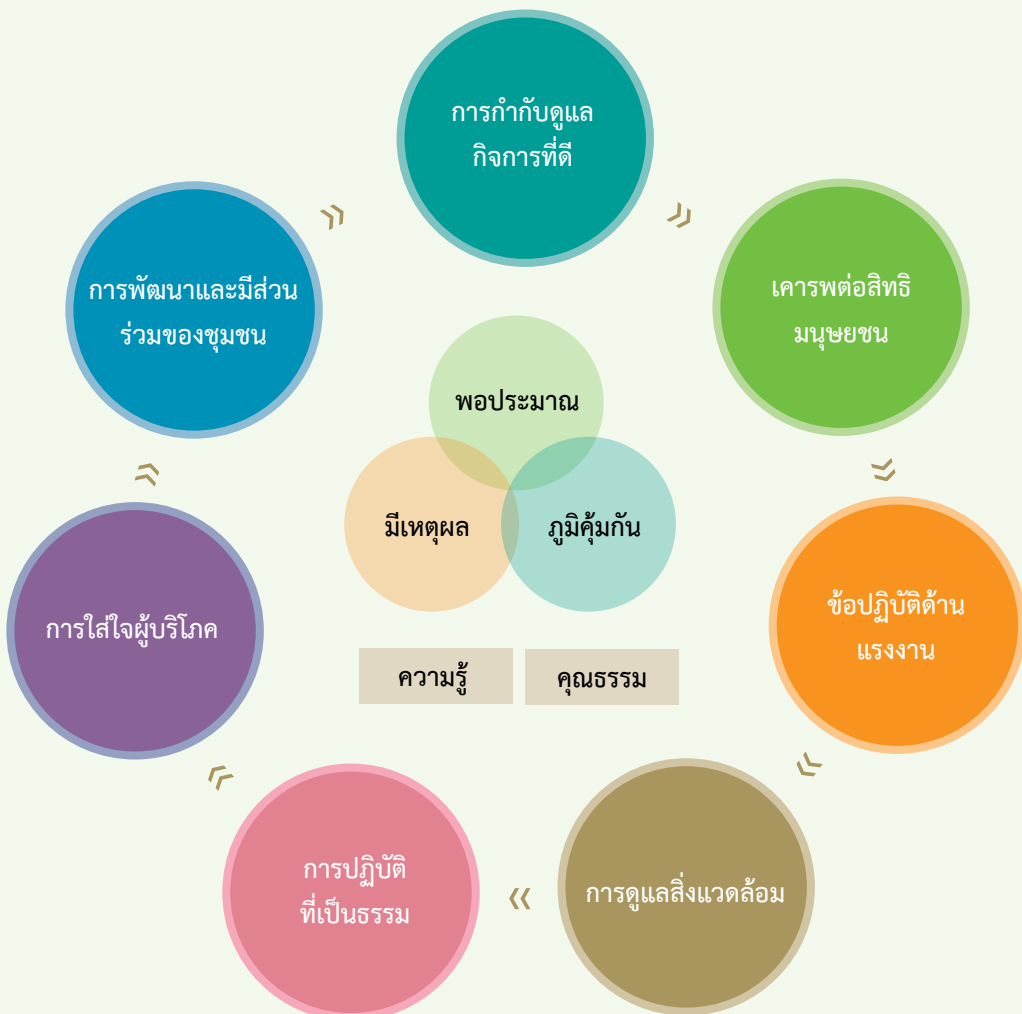 การกำกับดูแล
กิจการที่ดี
เคารพต่อสิทธิ
มนุษยชน
ข้อปฏิบัติด้าน
แรงงาน
การดูแลสิ่งแวดล้อม
การปฏิบัติ
ที่เป็นธรรม
การใส่ใจผู้บริโภค
การพัฒนาและมีส่วน
ร่วมของชุมชน
พอประมาณ
มีเหตุผล
ภูมิคุ้มกัน
ความรู้
คุณธรรม